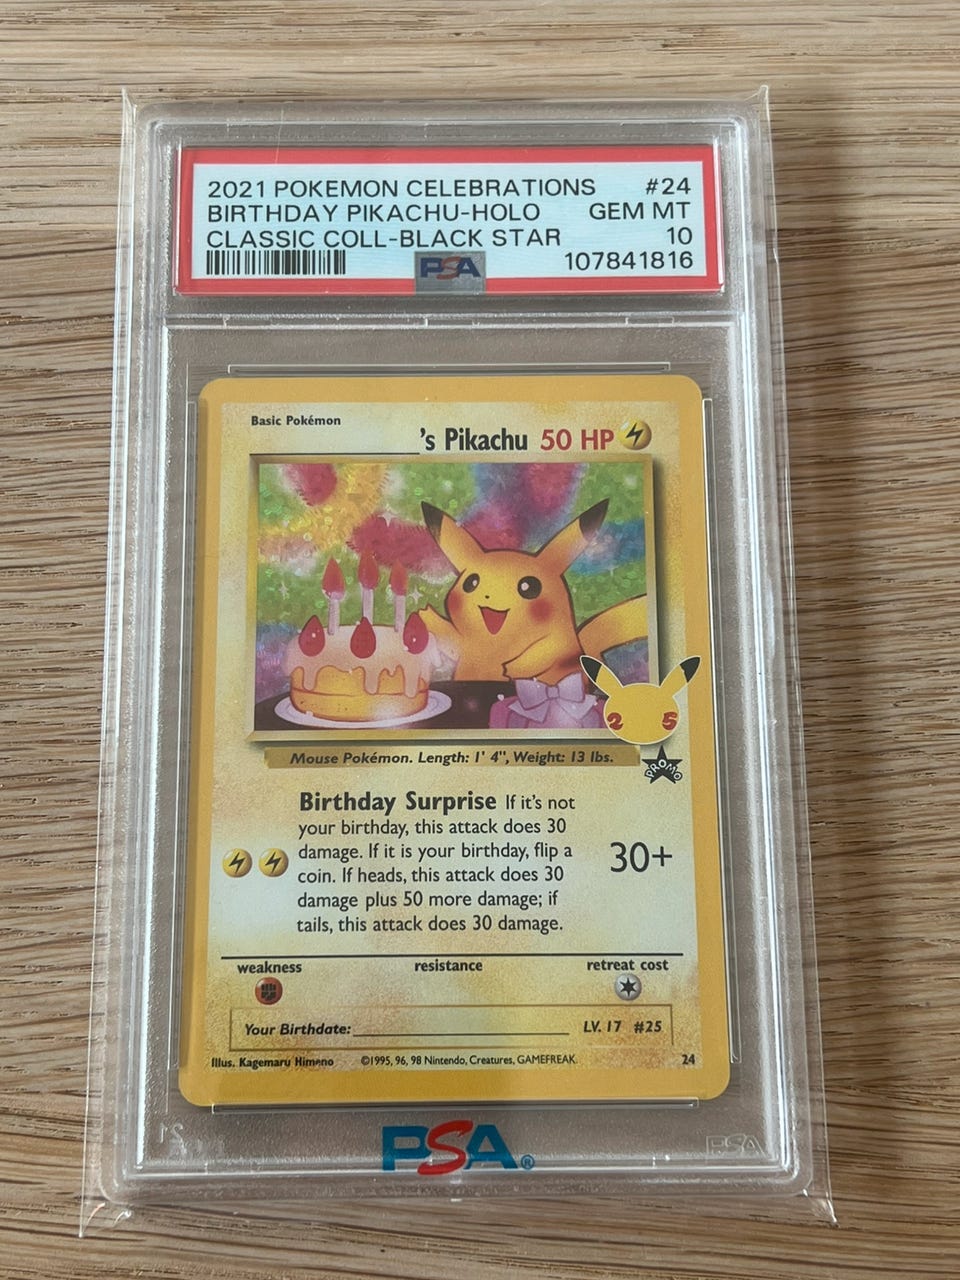 2021 POKEMON CELEBRATIONS #24
BIRTHDAY PIKACHU-HOLO GEM MT
CLASSIC COLL-BLACK STAR 10
PSA 107841816
Basic Pokémon
____________'s Pikachu 50 HP
25
PROMO
Mouse Pokémon. Length: 1' 4", Weight: 13 lbs.
Birthday Surprise If it's not
your birthday, this attack does 30
damage. If it is your birthday, flip a
coin. If heads, this attack does 30
damage plus 50 more damage; if
tails, this attack does 30 damage.
30+
weakness resistance retreat cost
Your Birthdate:____________ LV. 17 #25
Illus. Kagemaru Himeno ©1995, 96, 98 Nintendo, Creatures, GAMEFREAK. 24
PSA®
PSA